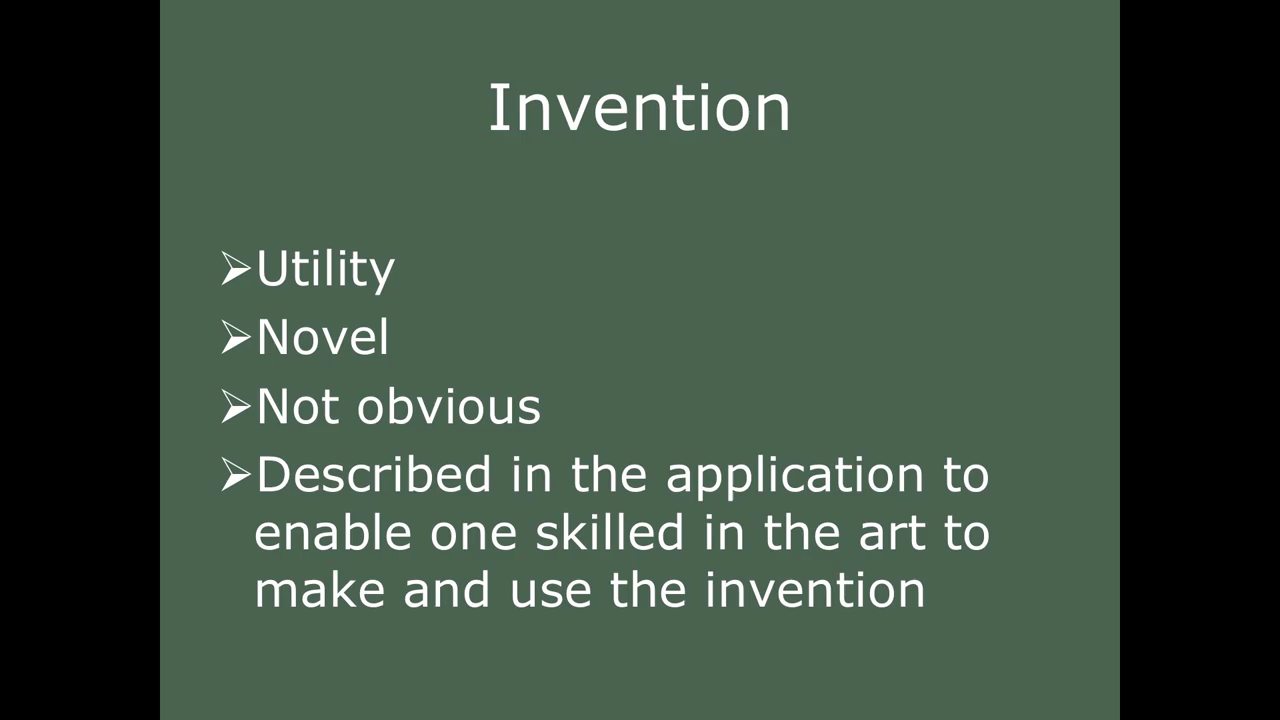 Invention
➢Utility
➢Novel
➢Not obvious
➢Described in the application to
enable one skilled in the art to
make and use the invention